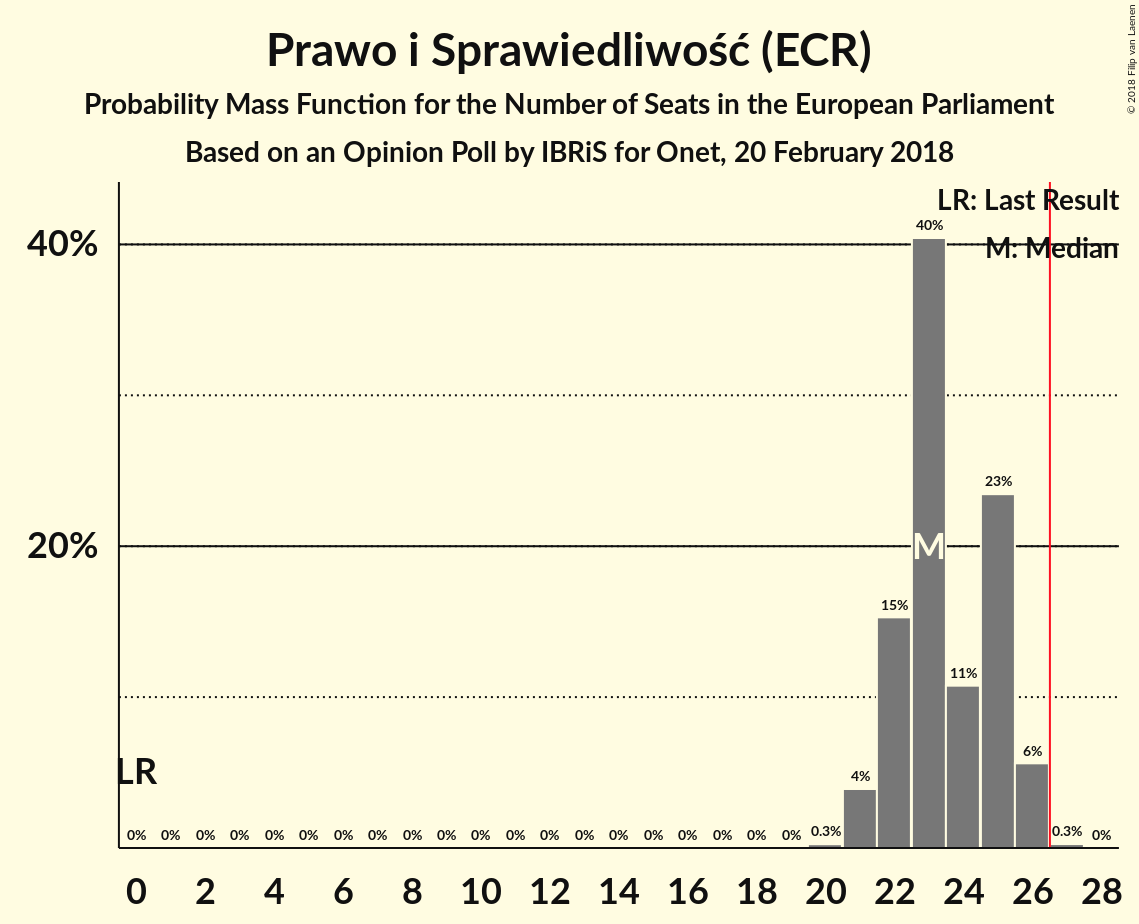 Prawo i Sprawiedliwość (ECR)
Probability Mass Function for the Number of Seats in the European Parliament
Based on an Opinion Poll by IBRiS for Onet, 20 February 2018
© 2018 Filip van Laenen
LR: Last Result
M: Median
40%
20%
40%
23%
M
15%
11%
6%
4%
LR
0% 0% 0% 0% 0% 0% 0% 0% 0% 0% 0% 0% 0% 0% 0% 0% 0% 0% 0% 0% 0.3% 0.3% 0%
0 2 4 6 8 10 12 14 16 18 20 22 24 26 28